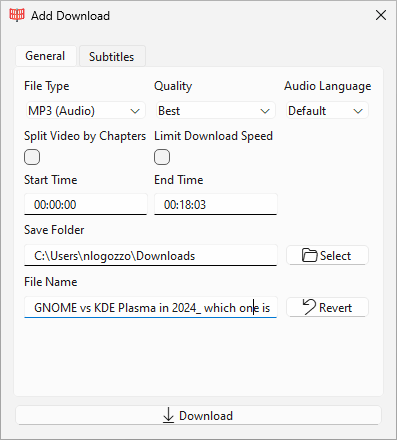 Add Download
General Subtitles
File Type Quality Audio Language
MP3 (Audio) Best Default
Split Video by Chapters Limit Download Speed
Start Time End Time
00:00:00 00:18:03
Save Folder
C:\Users\nlogozzo\Downloads Select
File Name
GNOME vs KDE Plasma in 2024_ which one is Revert
Download